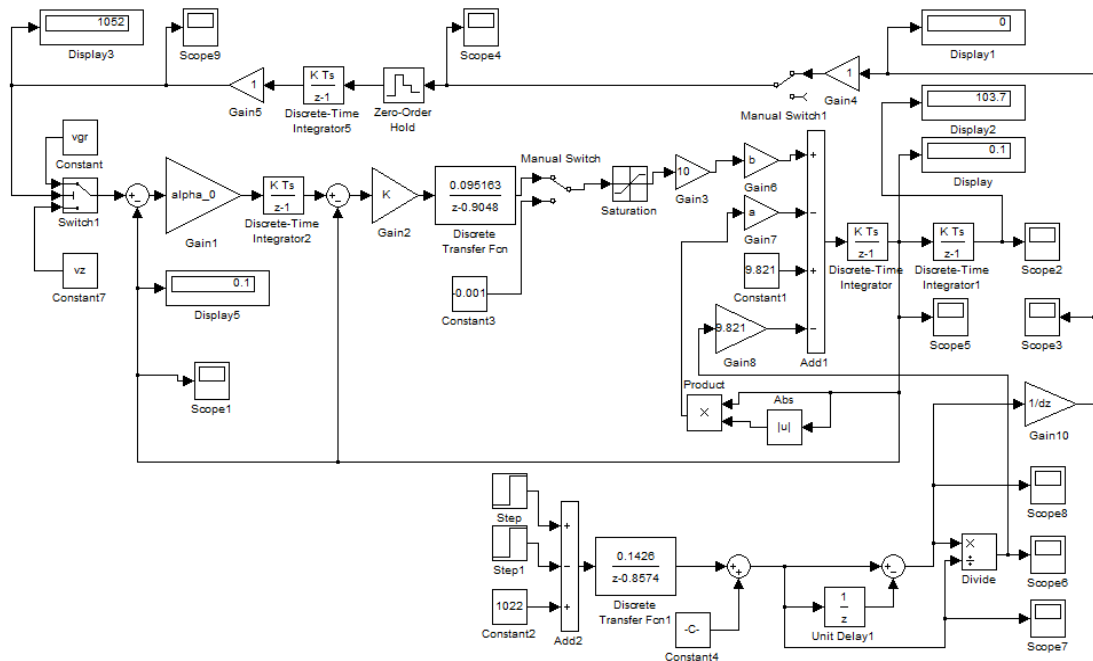 1052
Display3
Scope9
Scope4
0
Display1
1
Gain5
K Ts
z-1
Discrete-Time
Integrator5
Zero-Order
Hold
Manual Switch1
1
Gain4
103.7
Display2
0.1
Display
vgr
Constant
Switch1
vz
Constant7
alpha_0
Gain1
K Ts
z-1
Discrete-Time
Integrator2
K
Gain2
0.095163
z-0.9048
Discrete
Transfer Fcn
Manual Switch
Saturation
10
Gain3
b
Gain6
a
Gain7
-0.001
Constant3
9.821
Constant1
9.821
Gain8
Add1
K Ts
z-1
Discrete-Time
Integrator
K Ts
z-1
Discrete-Time
Integrator1
Scope2
Scope5
Scope3
0.1
Display5
Scope1
Product
×
Abs
|u|
1/dz
Gain10
Step
Step1
1022
Constant2
Add2
0.1426
z-0.8574
Discrete
Transfer Fcn1
-C-
Constant4
1
z
Unit Delay1
×
÷
Divide
Scope8
Scope6
Scope7